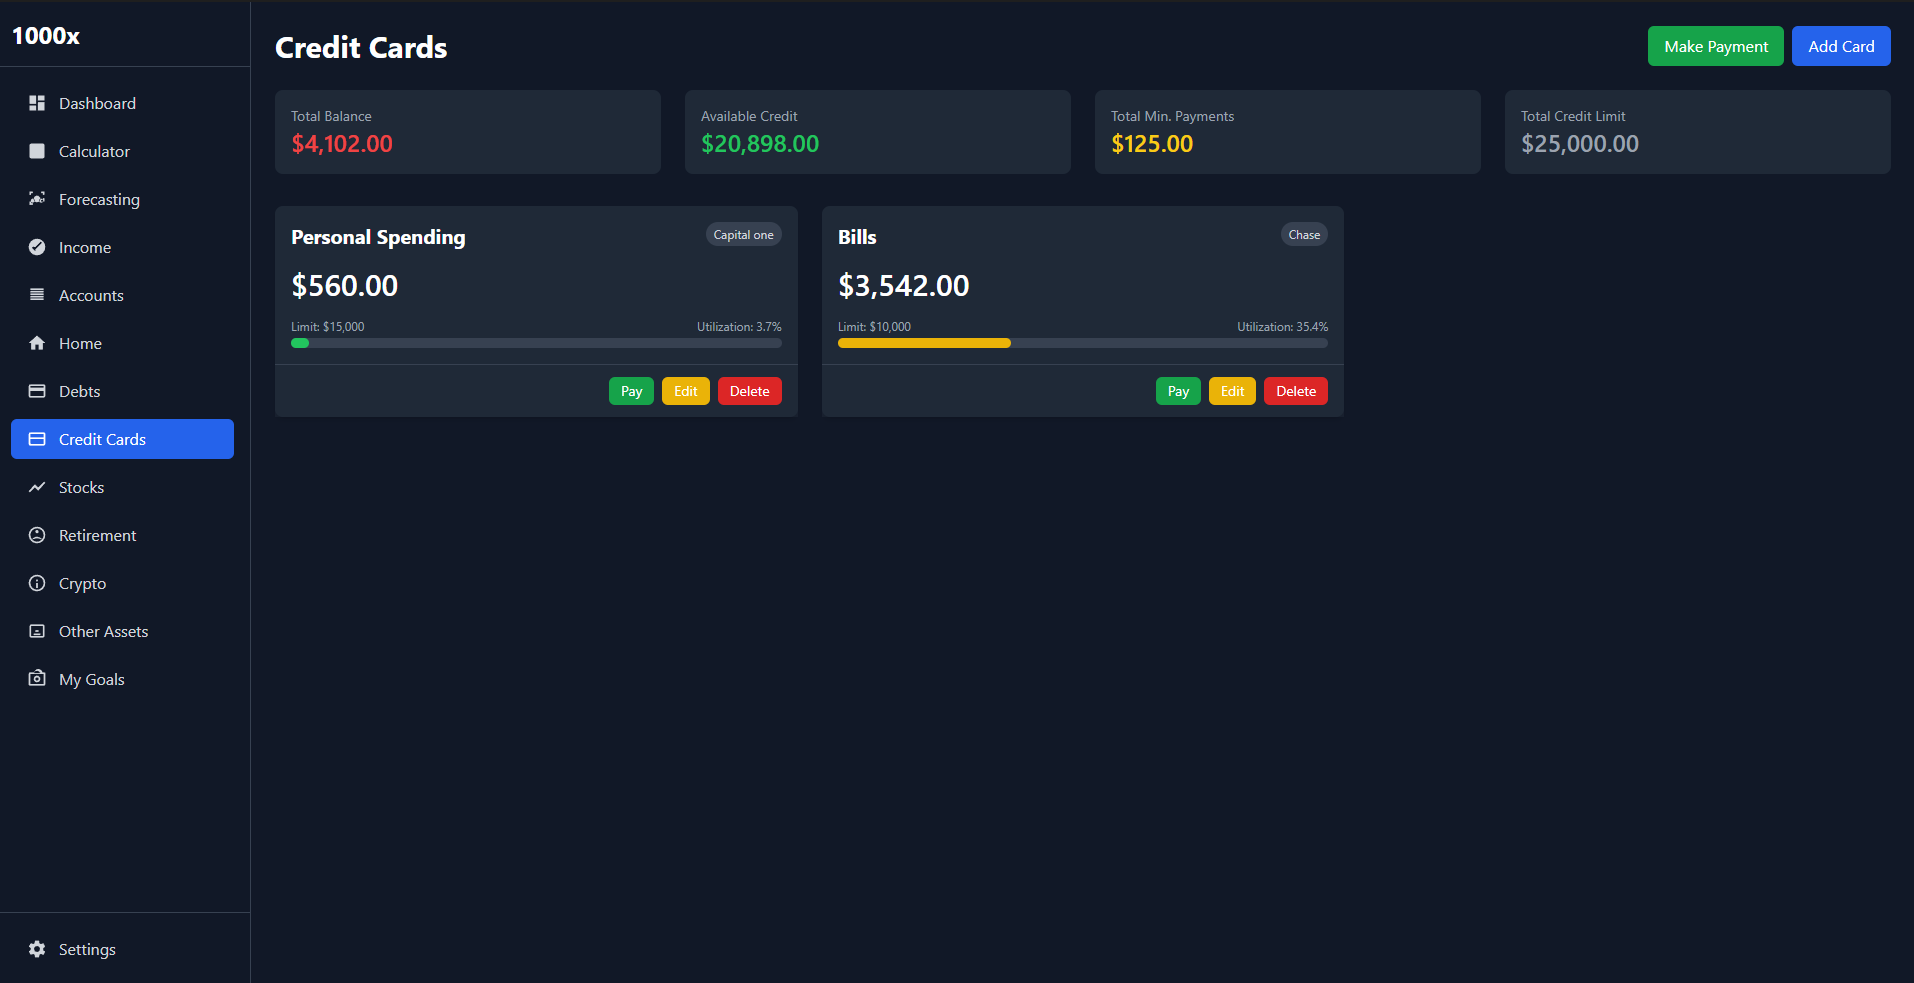 1000x
Dashboard
Calculator
Forecasting
Income
Accounts
Home
Debts
Credit Cards
Stocks
Retirement
Crypto
Other Assets
My Goals
Settings
Credit Cards
Make Payment
Add Card
Total Balance
$4,102.00
Available Credit
$20,898.00
Total Min. Payments
$125.00
Total Credit Limit
$25,000.00
Personal Spending
Capital one
$560.00
Limit: $15,000
Utilization: 3.7%
Pay
Edit
Delete
Bills
Chase
$3,542.00
Limit: $10,000
Utilization: 35.4%
Pay
Edit
Delete